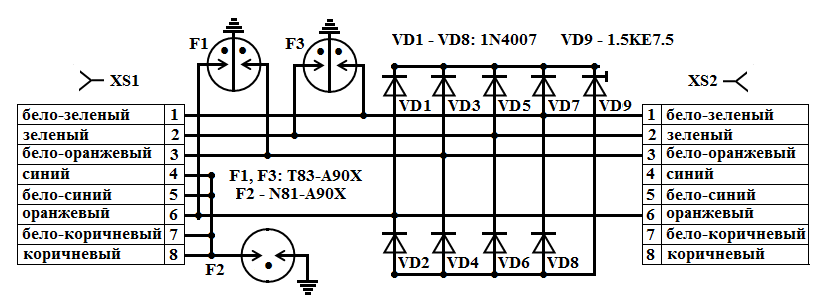 F1 F3 VD1 - VD8: 1N4007 VD9 - 1.5KE7.5
XS1 XS2
VD1 VD3 VD5 VD7 VD9
бело-зеленый 1 1 бело-зеленый
зеленый 2 2 зеленый
бело-оранжевый 3 3 бело-оранжевый
синий 4 F1, F3: T83-A90X 4 синий
бело-синий 5 F2 - N81-A90X 5 бело-синий
оранжевый 6 6 оранжевый
бело-коричневый 7 7 бело-коричневый
коричневый 8 8 коричневый
F2 VD2 VD4 VD6 VD8